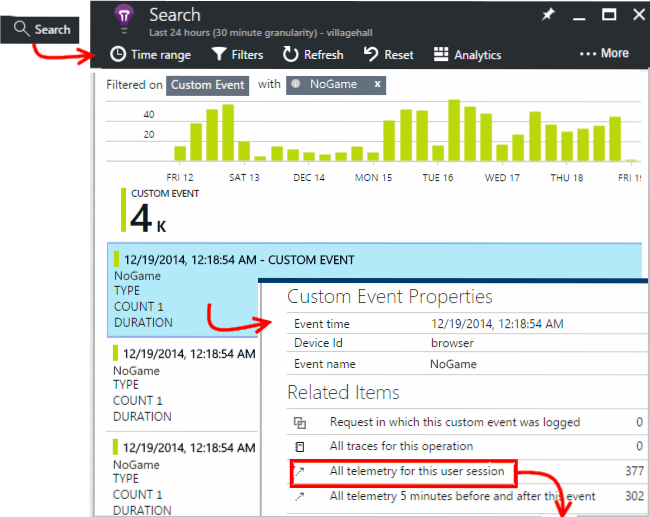 Search
Search
Last 24 hours (30 minute granularity) - villagehall
Time range Filters Refresh Reset Analytics ··· More
Filtered on Custom Event with NoGame x
40
20
FRI 12 SAT 13 DEC 14 MON 15 TUE 16 WED 17 THU 18 FRI 19
CUSTOM EVENT
4 K
12/19/2014, 12:18:54 AM - CUSTOM EVENT
NoGame
TYPE
COUNT 1
DURATION
12/19/2014, 12:18:54 AM
NoGame
TYPE
COUNT 1
DURATION
12/19/2014, 12:18:54 AM
NoGame
TYPE
COUNT 1
DURATION
Custom Event Properties
Event time 12/19/2014, 12:18:54 AM
Device Id browser
Event name NoGame
Related Items
Request in which this custom event was logged 0
All traces for this operation 0
All telemetry for this user session 377
All telemetry 5 minutes before and after this event 302